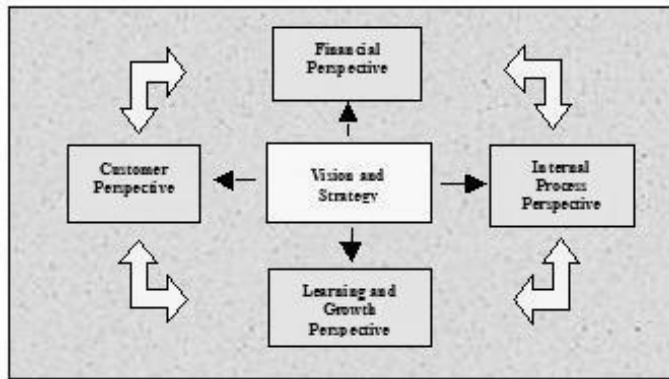 Financial
Perspective
Customer
Perspective
Vision and
Strategy
Internal
Process
Perspective
Learning and
Growth
Perspective